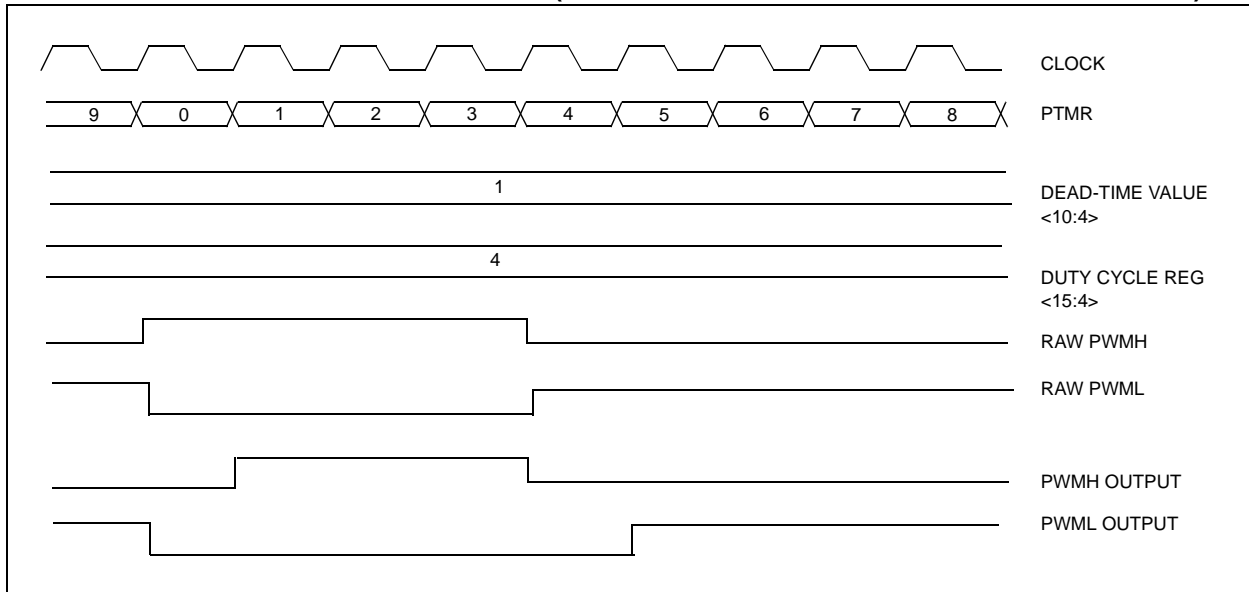 CLOCK
9 0 1 2 3 4 5 6 7 8 PTMR
1
DEAD-TIME VALUE
<10:4>
4
DUTY CYCLE REG
<15:4>
RAW PWMH
RAW PWML
PWMH OUTPUT
PWML OUTPUT